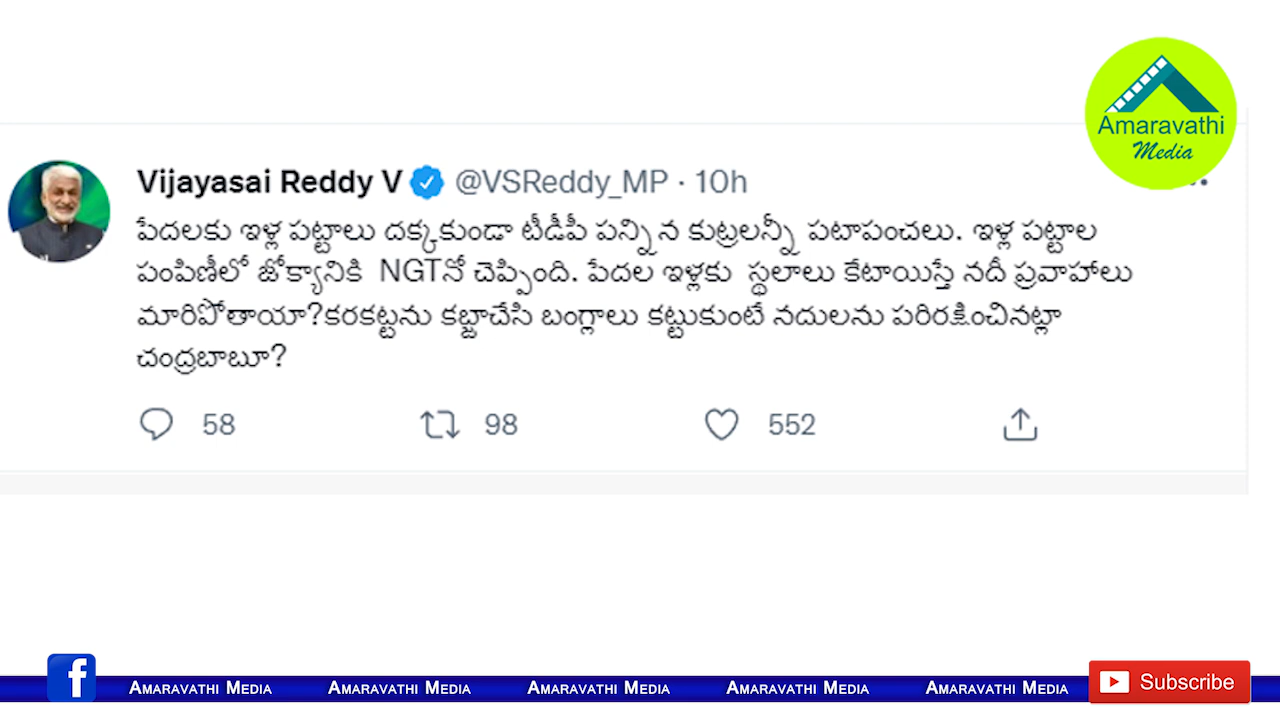 Amaravathi
Media
Vijayasai Reddy V @VSReddy_MP · 10h
పేదలకు ఇళ్ల పట్టాలు దక్కకుండా టీడీపీ పన్నిన కుట్రలన్నీ పటాపంచలు. ఇళ్ల పట్టాల
పంపిణీలో జోక్యానికి NGTనో చెప్పింది. పేదల ఇళ్లకు స్థలాలు కేటాయిస్తే నదీ ప్రవాహాలు
మారిపోతాయా?కరకట్టను కబ్జాచేసి బంగ్లాలు కట్టుకుంటే నదులను పరిరక్షించినట్లా
చంద్రబాబూ?
58 98 552
f Amaravathi Media Amaravathi Media Amaravathi Media Amaravathi Media Amaravathi Media Subscribe